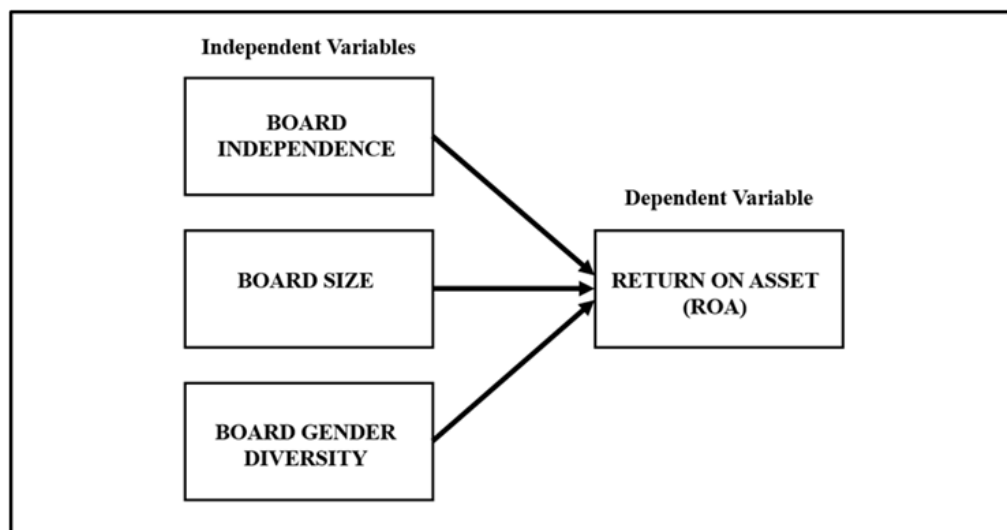 Independent Variables
BOARD
INDEPENDENCE
Dependent Variable
BOARD SIZE
RETURN ON ASSET
(ROA)
BOARD GENDER
DIVERSITY